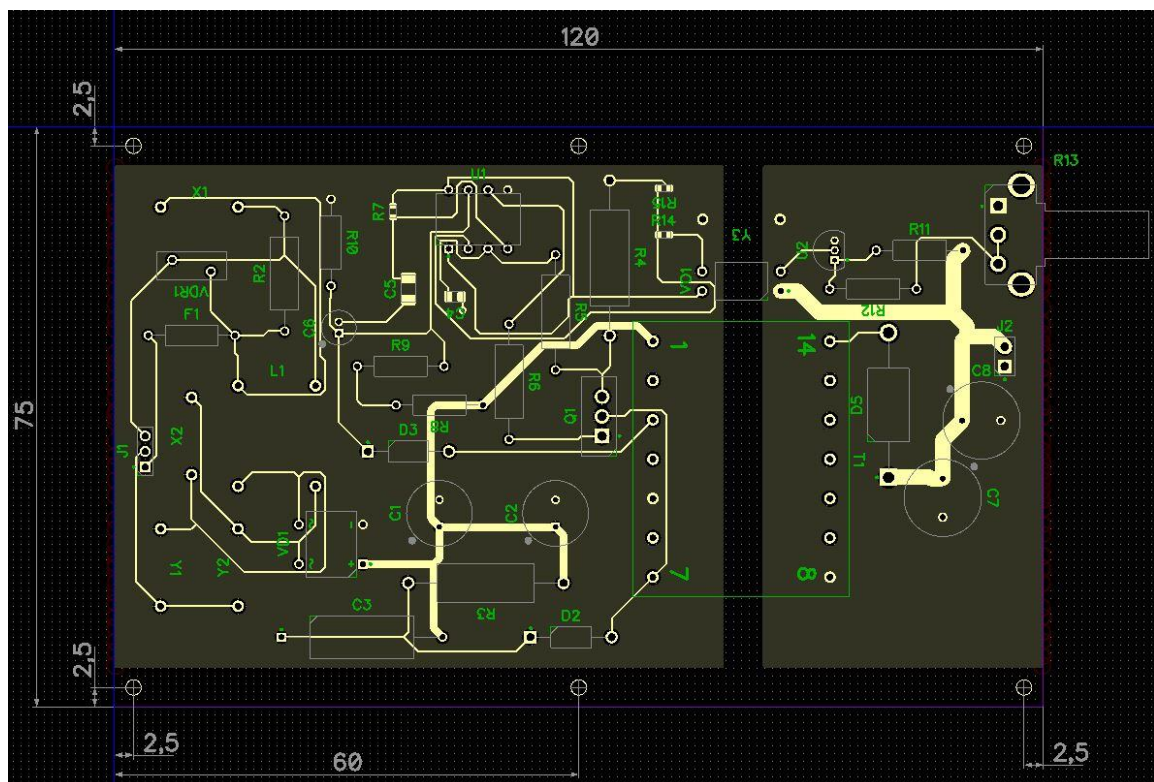 120
2,5
R13
U1
X1
R7
R15
R14
Y3
R11
R10
R2
R4
VD1
VDR1
C5
C4
R12
F1
C6
R5
J2
1
14
R9
L1
R6
C8
D5
75
R8
Q1
X2
D3
J1
T1
C1
C2
C7
VD1
~
-
~
+
Y1
Y2
7
8
R3
C3
D2
2,5
2,5
60
2,5